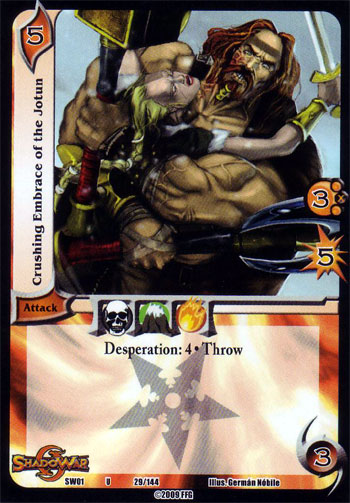 5
Crushing Embrace of the Jotun
3
5
Attack
Desperation: 4 • Throw
SHADOWAR
3
SW01 U 29/144 Illus. Germán Nóbile
©2009 FFG